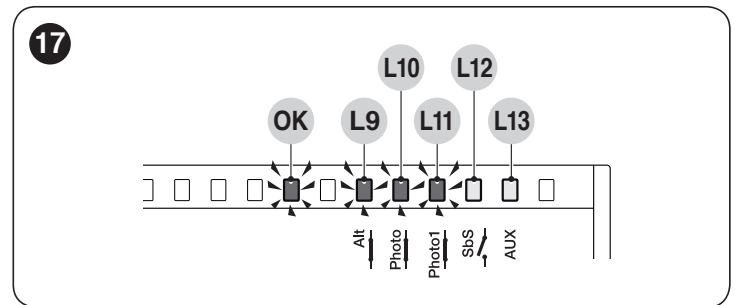 17
L10 L12
OK L9 L11 L13
Alt
Photo
Photo1
SbS
AUX